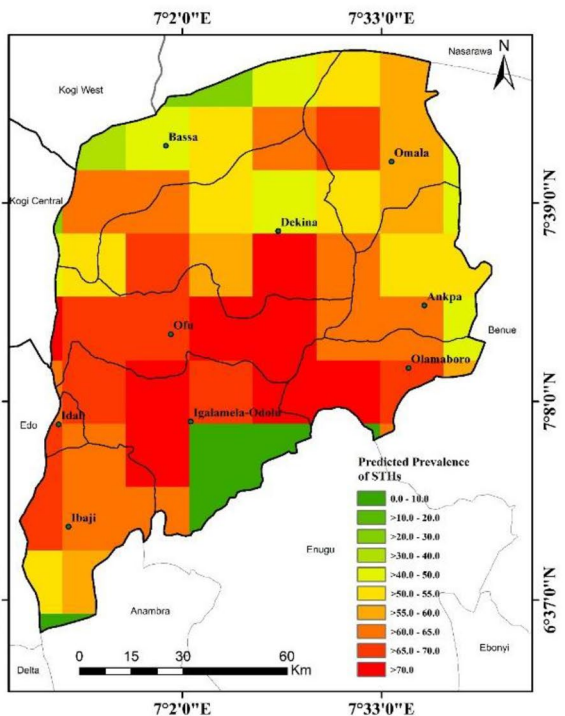 7°2'0"E 7°33'0"E
Nasarawa
N
Kogi West
Bassa
Omala
Kogi Central
7°39'0"N
Dekina
Ankpa
Benue
Ofu
Olamaboro
7°8'0"N
Edo
Idah
Igalamela-Odolu
Predicted Prevalence
of STHs
0.0 - 10.0
>10.0 - 20.0
>20.0 - 30.0
>30.0 - 40.0
>40.0 - 50.0
>50.0 - 55.0
>55.0 - 60.0
>60.0 - 65.0
>65.0 - 70.0
>70.0
Ibaji
Enugu
Anambra
6°37'0"N
Ebonyi
Delta
0 15 30 60
Km
7°2'0"E 7°33'0"E